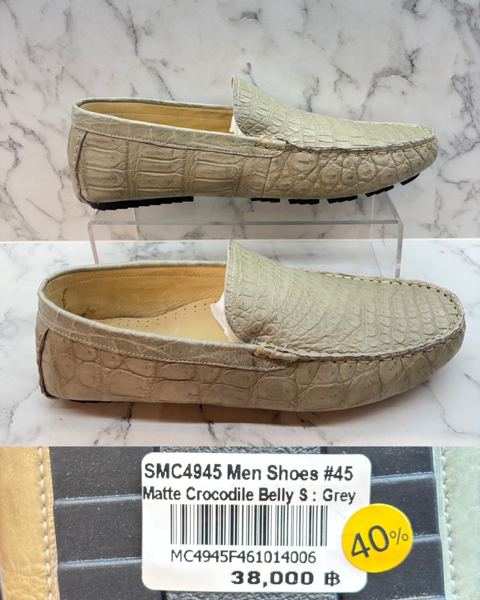 SMC4945 Men Shoes #45
Matte Crocodile Belly S : Grey
MC4945F461014006
38,000 ฿
40%